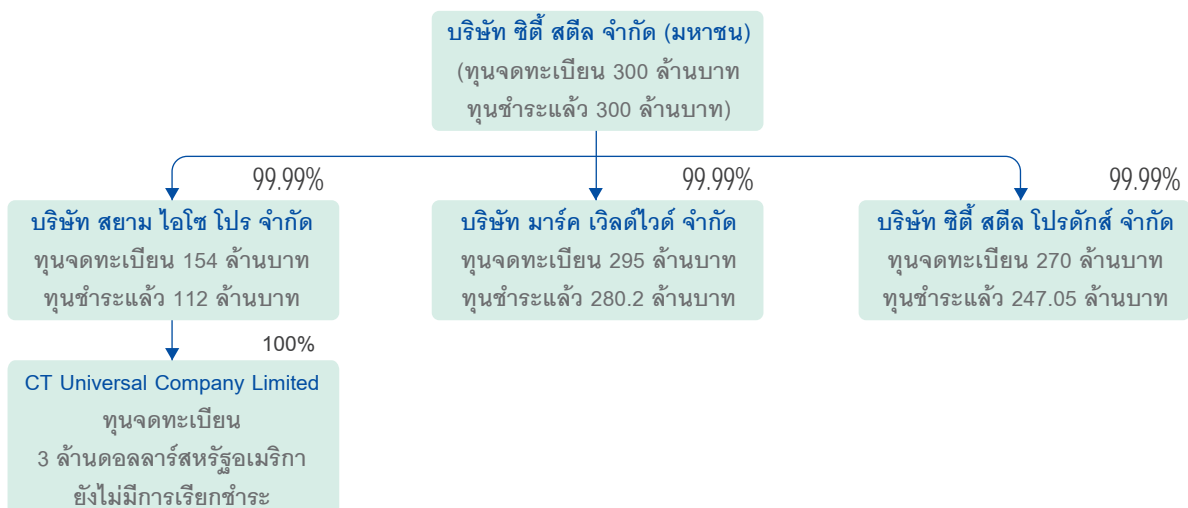 บริษัท ซิตี้ สตีล จำกัด (มหาชน)
(ทุนจดทะเบียน 300 ล้านบาท
ทุนชำระแล้ว 300 ล้านบาท)
99.99%
99.99%
99.99%
บริษัท สยาม ไอโซ โปร จำกัด
ทุนจดทะเบียน 154 ล้านบาท
ทุนชำระแล้ว 112 ล้านบาท
บริษัท มาร์ค เวิลด์ไวด์ จำกัด
ทุนจดทะเบียน 295 ล้านบาท
ทุนชำระแล้ว 280.2 ล้านบาท
บริษัท ซิตี้ สตีล โปรดักส์ จำกัด
ทุนจดทะเบียน 270 ล้านบาท
ทุนชำระแล้ว 247.05 ล้านบาท
100%
CT Universal Company Limited
ทุนจดทะเบียน
3 ล้านดอลลาร์สหรัฐอเมริกา
ยังไม่มีการเรียกชำระ